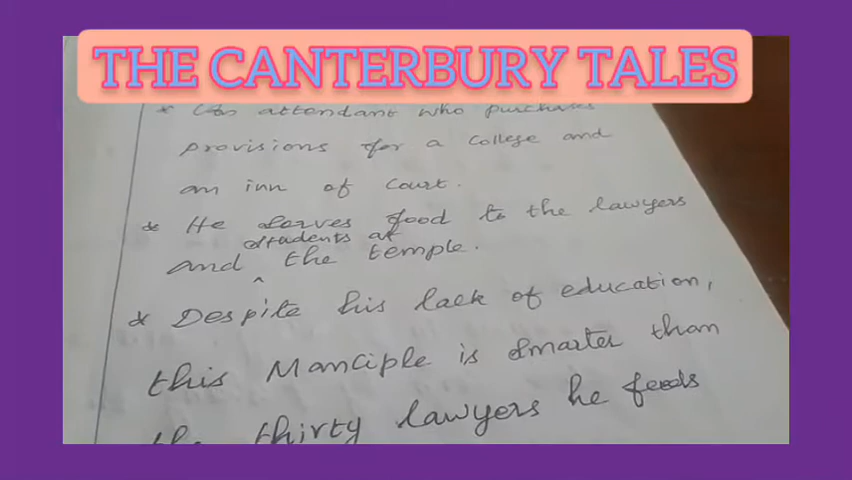 THE CANTERBURY TALES
* An attendant who purchases
provisions for a college and
an inn of court.
* He serves food to the lawyers
students at
and ^ the temple.
* Despite his lack of education,
this Manciple is smarter than
the thirty lawyers he feeds